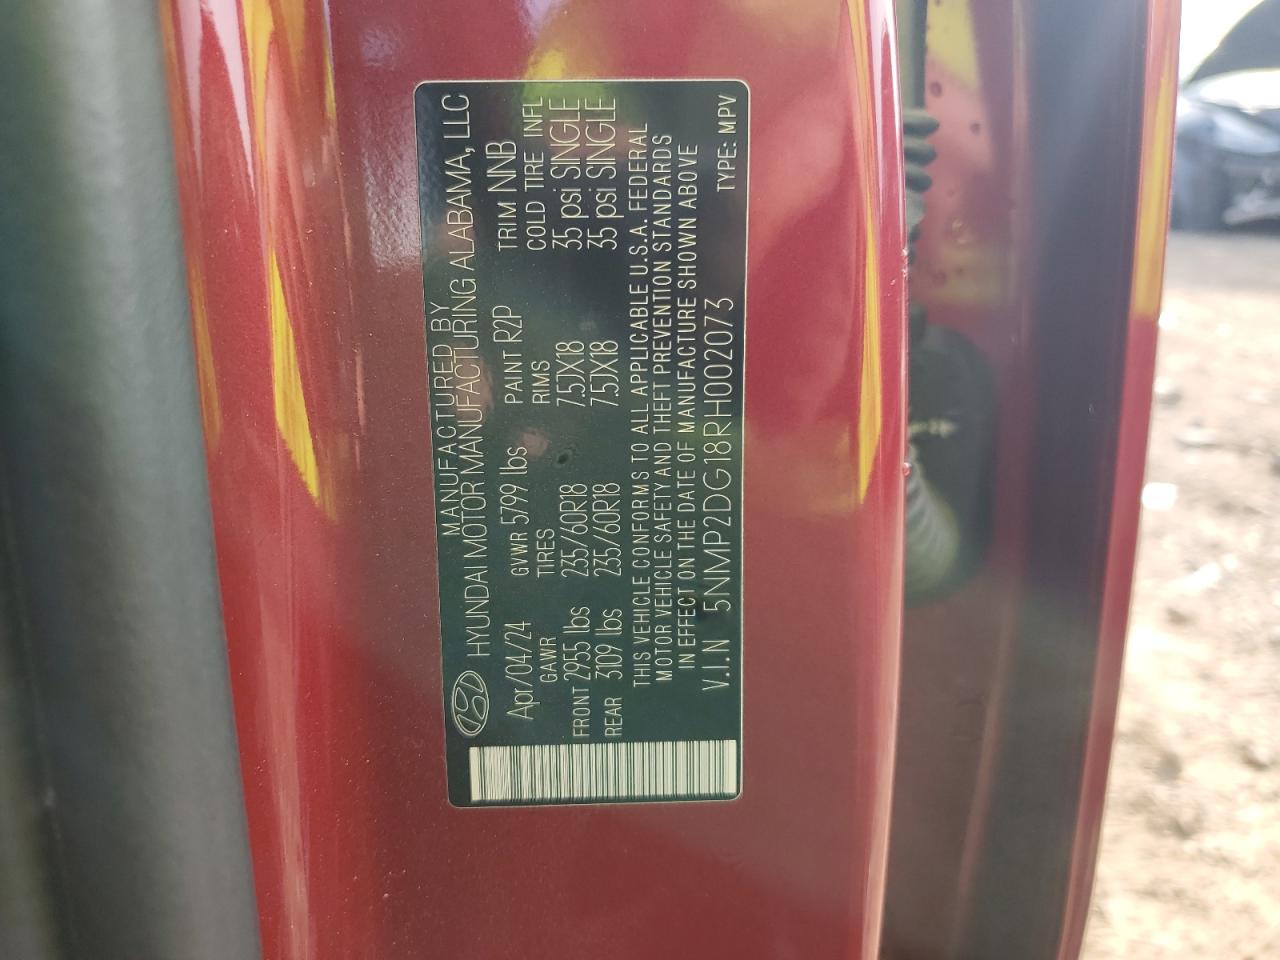 MANUFACTURED BY
HYUNDAI MOTOR MANUFACTURING ALABAMA, LLC
Apr/04/24 GVWR 5799 lbs PAINT R2P TRIM NNB
GAWR TIRES RIMS COLD TIRE INFL
FRONT 2955 lbs 235/60R18 7.5JX18 35 psi SINGLE
REAR 3109 lbs 235/60R18 7.5JX18 35 psi SINGLE
THIS VEHICLE CONFORMS TO ALL APPLICABLE U.S.A. FEDERAL
MOTOR VEHICLE SAFETY AND THEFT PREVENTION STANDARDS
IN EFFECT ON THE DATE OF MANUFACTURE SHOWN ABOVE
V.I.N 5NMP2DG18RH002073 TYPE: MPV